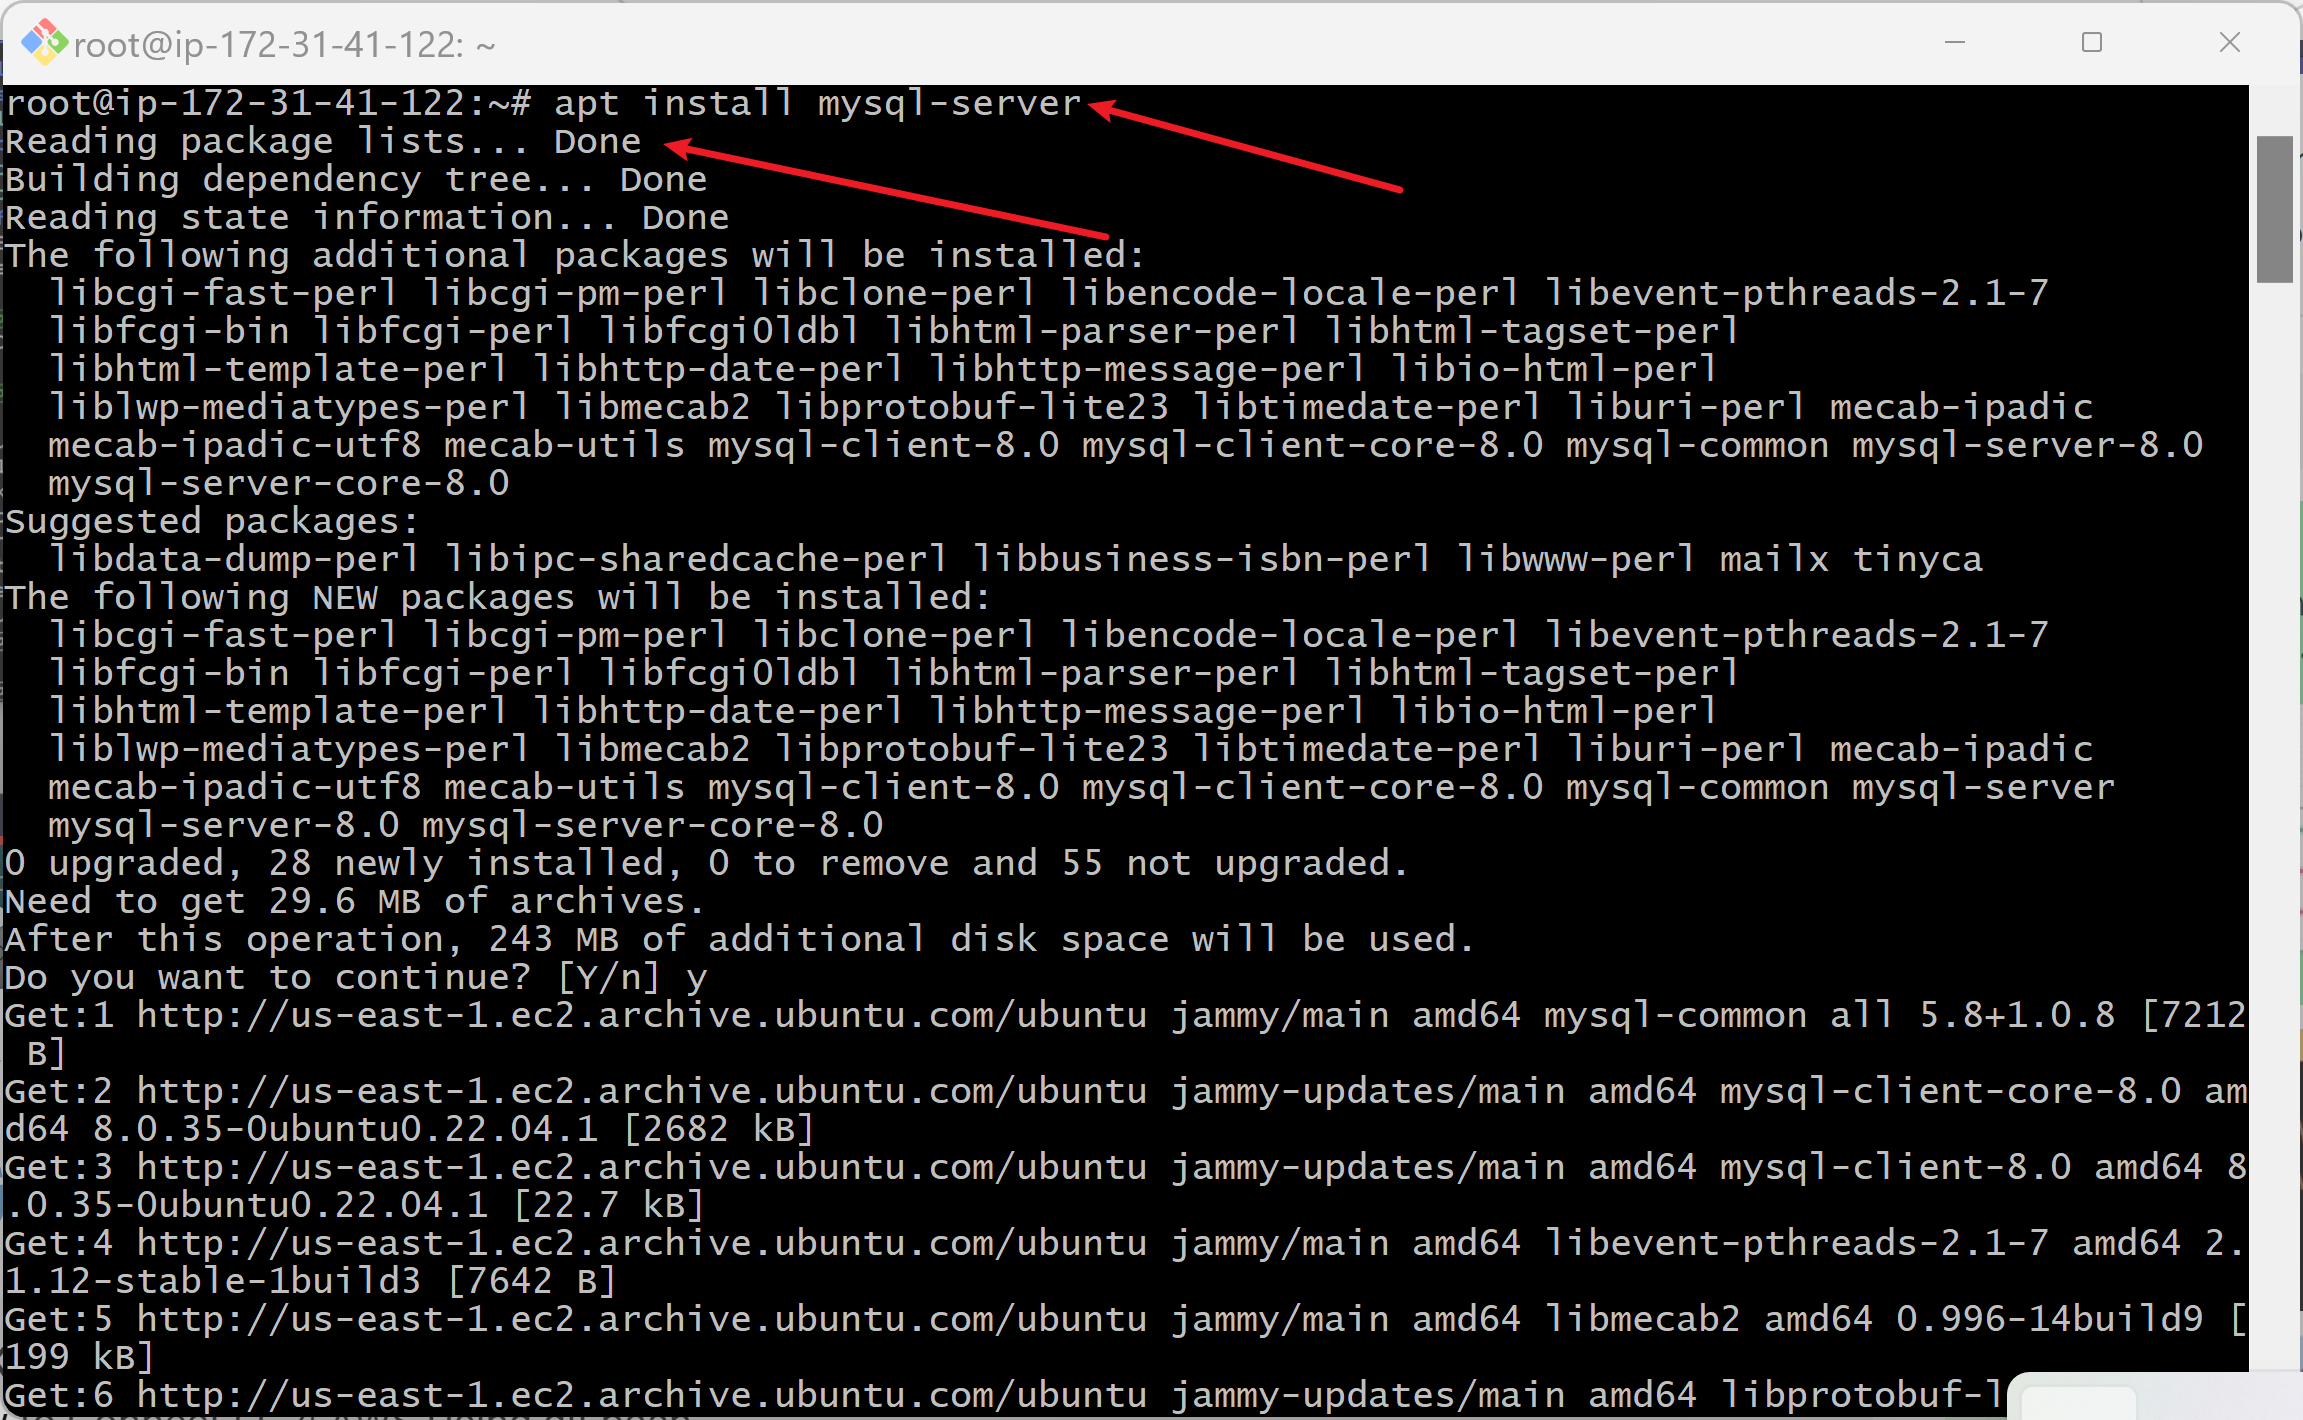 root@ip-172-31-41-122: ~
root@ip-172-31-41-122:~# apt install mysql-server
Reading package lists... Done
Building dependency tree... Done
Reading state information... Done
The following additional packages will be installed:
  libcgi-fast-perl libcgi-pm-perl libclone-perl libencode-locale-perl libevent-pthreads-2.1-7
  libfcgi-bin libfcgi-perl libfcgi0ldbl libhtml-parser-perl libhtml-tagset-perl
  libhtml-template-perl libhttp-date-perl libhttp-message-perl libio-html-perl
  liblwp-mediatypes-perl libmecab2 libprotobuf-lite23 libtimedate-perl liburi-perl mecab-ipadic
  mecab-ipadic-utf8 mecab-utils mysql-client-8.0 mysql-client-core-8.0 mysql-common mysql-server-8.0
  mysql-server-core-8.0
Suggested packages:
  libdata-dump-perl libipc-sharedcache-perl libbusiness-isbn-perl libwww-perl mailx tinyca
The following NEW packages will be installed:
  libcgi-fast-perl libcgi-pm-perl libclone-perl libencode-locale-perl libevent-pthreads-2.1-7
  libfcgi-bin libfcgi-perl libfcgi0ldbl libhtml-parser-perl libhtml-tagset-perl
  libhtml-template-perl libhttp-date-perl libhttp-message-perl libio-html-perl
  liblwp-mediatypes-perl libmecab2 libprotobuf-lite23 libtimedate-perl liburi-perl mecab-ipadic
  mecab-ipadic-utf8 mecab-utils mysql-client-8.0 mysql-client-core-8.0 mysql-common mysql-server
  mysql-server-8.0 mysql-server-core-8.0
0 upgraded, 28 newly installed, 0 to remove and 55 not upgraded.
Need to get 29.6 MB of archives.
After this operation, 243 MB of additional disk space will be used.
Do you want to continue? [Y/n] y
Get:1 http://us-east-1.ec2.archive.ubuntu.com/ubuntu jammy/main amd64 mysql-common all 5.8+1.0.8 [7212
 B]
Get:2 http://us-east-1.ec2.archive.ubuntu.com/ubuntu jammy-updates/main amd64 mysql-client-core-8.0 am
d64 8.0.35-0ubuntu0.22.04.1 [2682 kB]
Get:3 http://us-east-1.ec2.archive.ubuntu.com/ubuntu jammy-updates/main amd64 mysql-client-8.0 amd64 8
.0.35-0ubuntu0.22.04.1 [22.7 kB]
Get:4 http://us-east-1.ec2.archive.ubuntu.com/ubuntu jammy/main amd64 libevent-pthreads-2.1-7 amd64 2.
1.12-stable-1build3 [7642 B]
Get:5 http://us-east-1.ec2.archive.ubuntu.com/ubuntu jammy/main amd64 libmecab2 amd64 0.996-14build9 [
199 kB]
Get:6 http://us-east-1.ec2.archive.ubuntu.com/ubuntu jammy-updates/main amd64 libprotobuf-l